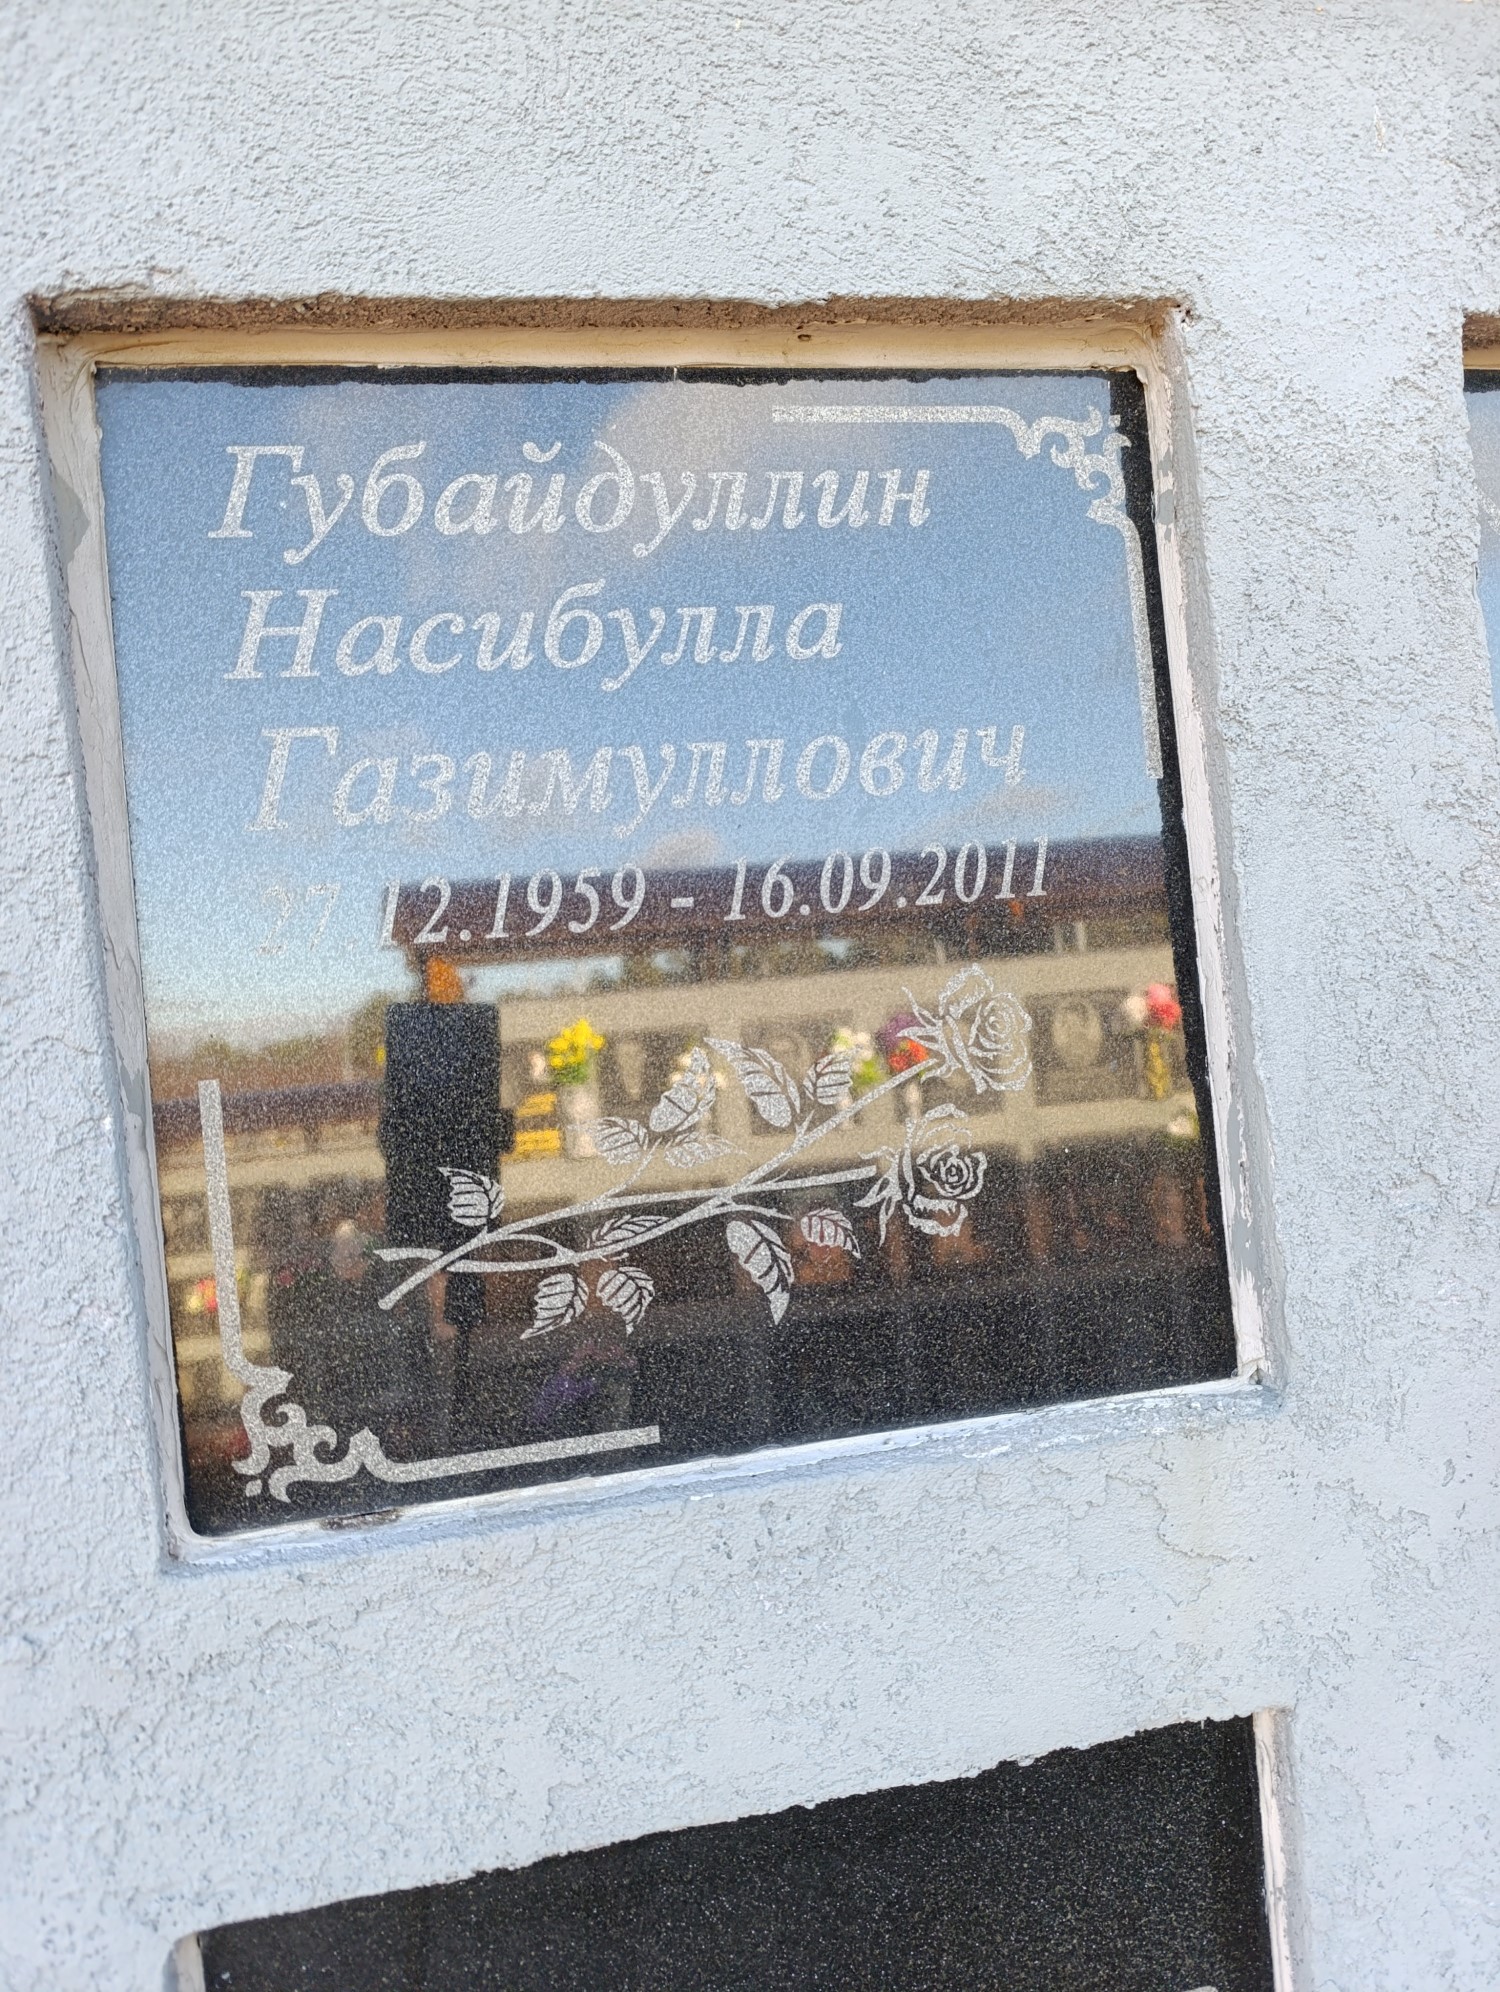 Губайдуллин
Насибулла
Газимуллович
27.12.1959 - 16.09.2011